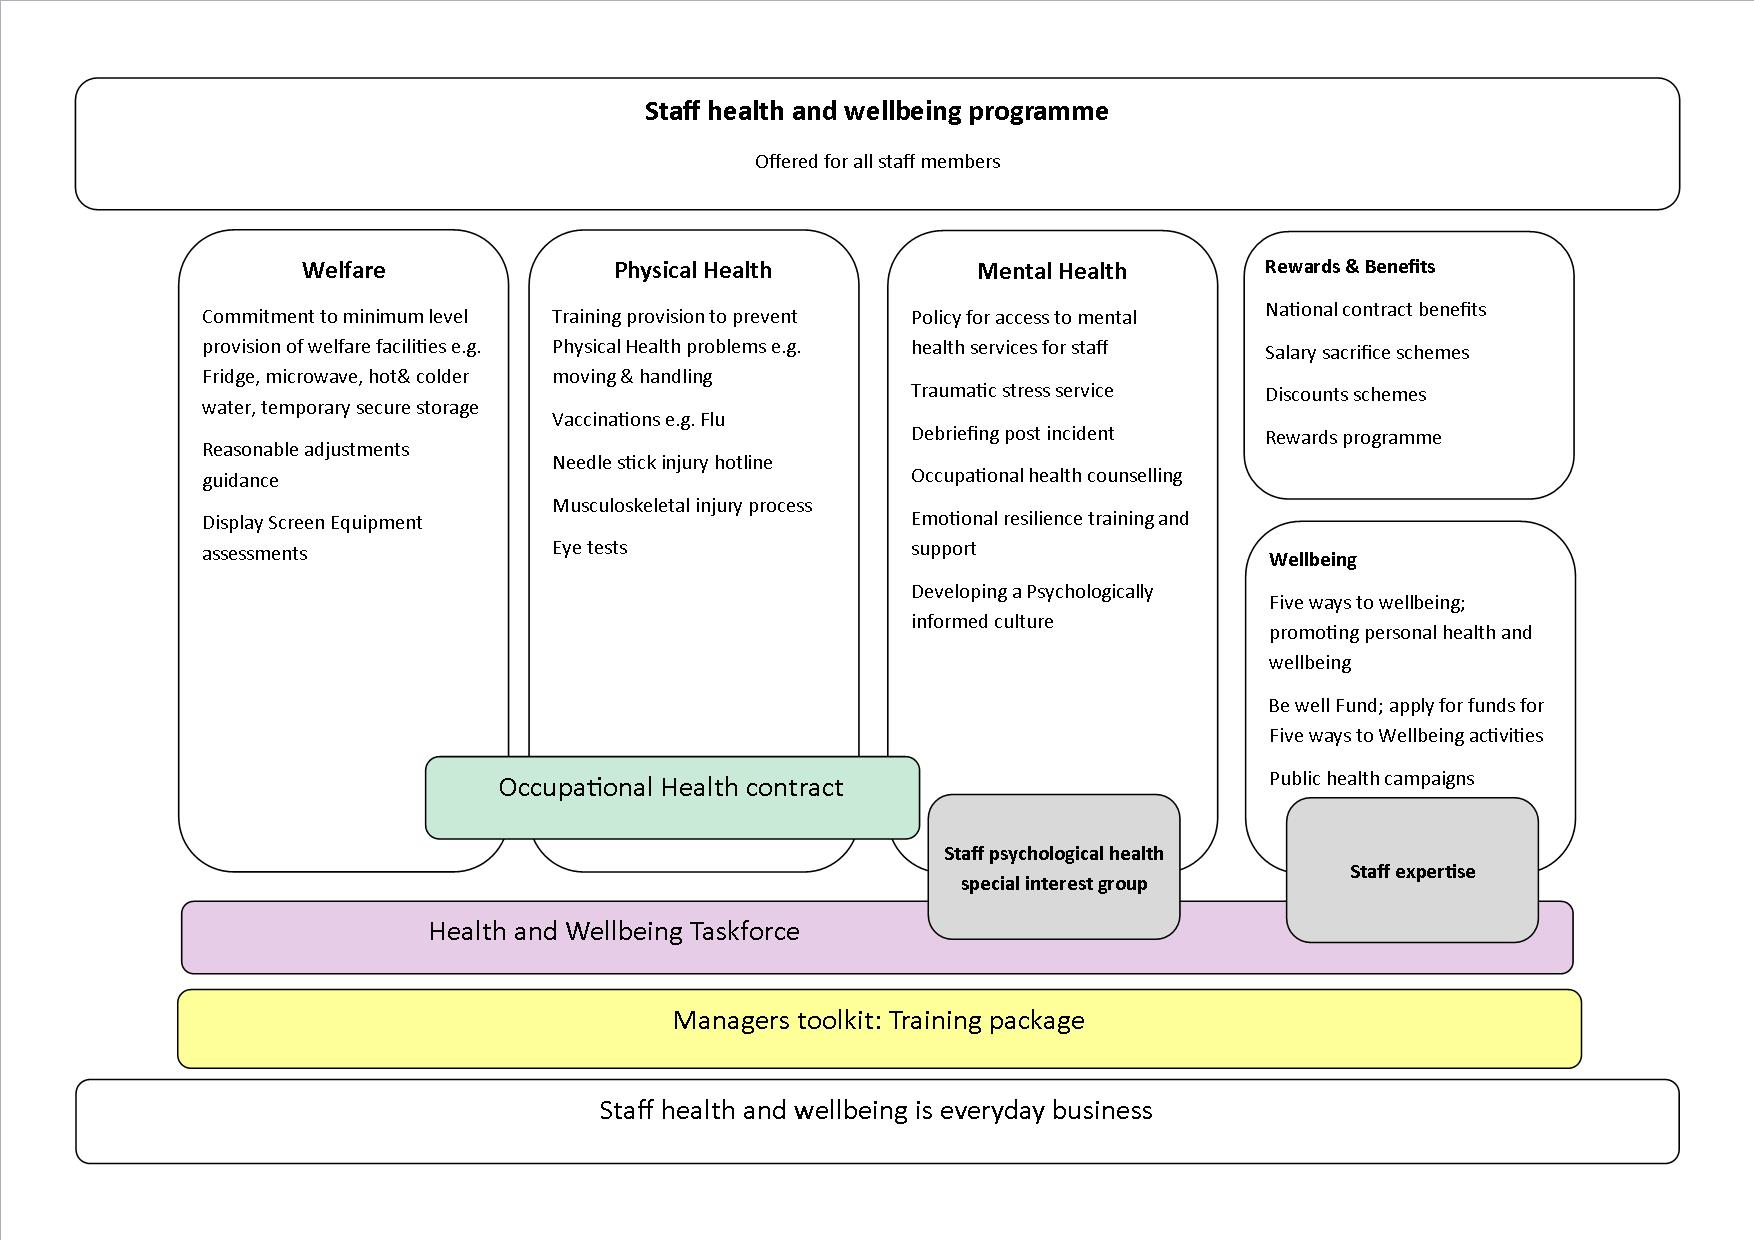 Staff health and wellbeing programme
Offered for all staff members
Welfare
Commitment to minimum level
provision of welfare facilities e.g.
Fridge, microwave, hot& colder
water, temporary secure storage
Reasonable adjustments
guidance
Display Screen Equipment
assessments
Physical Health
Training provision to prevent
Physical Health problems e.g.
moving & handling
Vaccinations e.g. Flu
Needle stick injury hotline
Musculoskeletal injury process
Eye tests
Mental Health
Policy for access to mental
health services for staff
Traumatic stress service
Debriefing post incident
Occupational health counselling
Emotional resilience training and
support
Developing a Psychologically
informed culture
Rewards & Benefits
National contract benefits
Salary sacrifice schemes
Discounts schemes
Rewards programme
Wellbeing
Five ways to wellbeing;
promoting personal health and
wellbeing
Be well Fund; apply for funds for
Five ways to Wellbeing activities
Public health campaigns
Occupational Health contract
Staff psychological health
special interest group
Staff expertise
Health and Wellbeing Taskforce
Managers toolkit: Training package
Staff health and wellbeing is everyday business